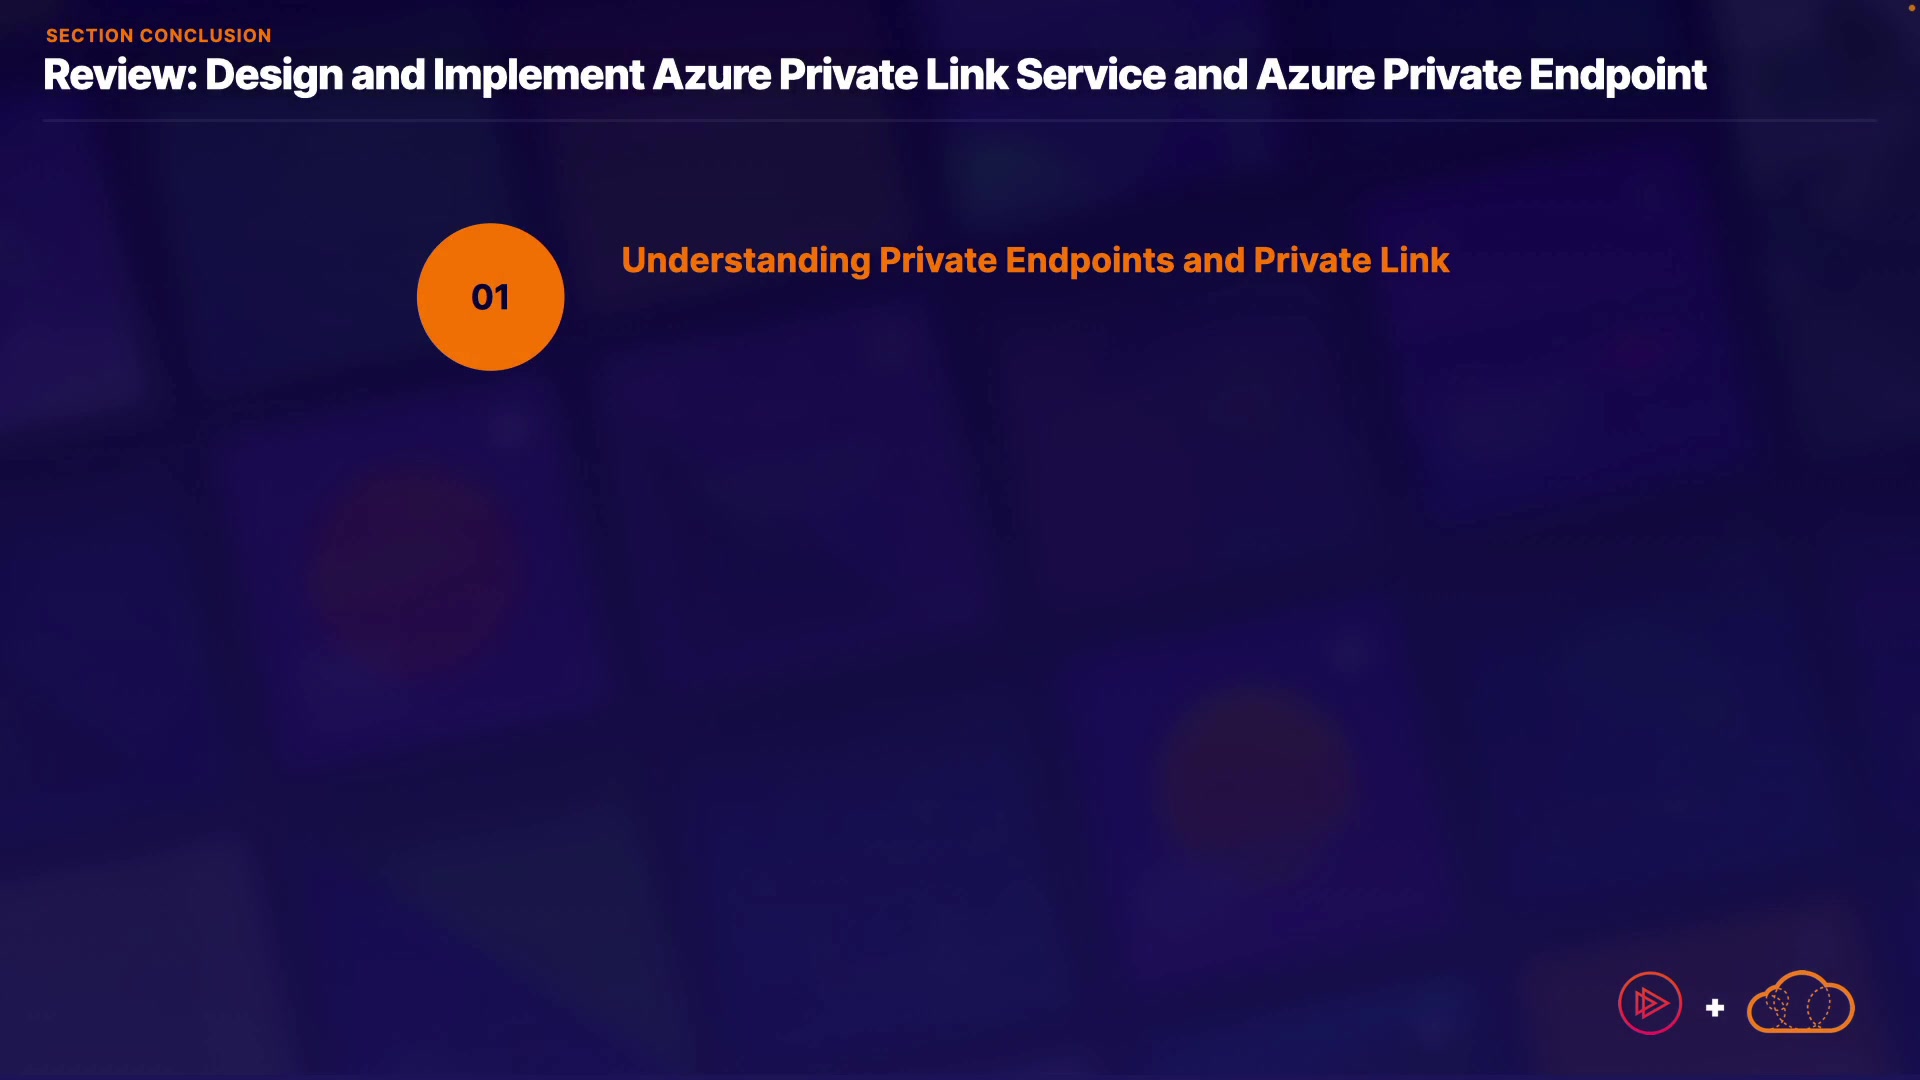 SECTION CONCLUSION
Review: Design and Implement Azure Private Link Service and Azure Private Endpoint
01
Understanding Private Endpoints and Private Link
+